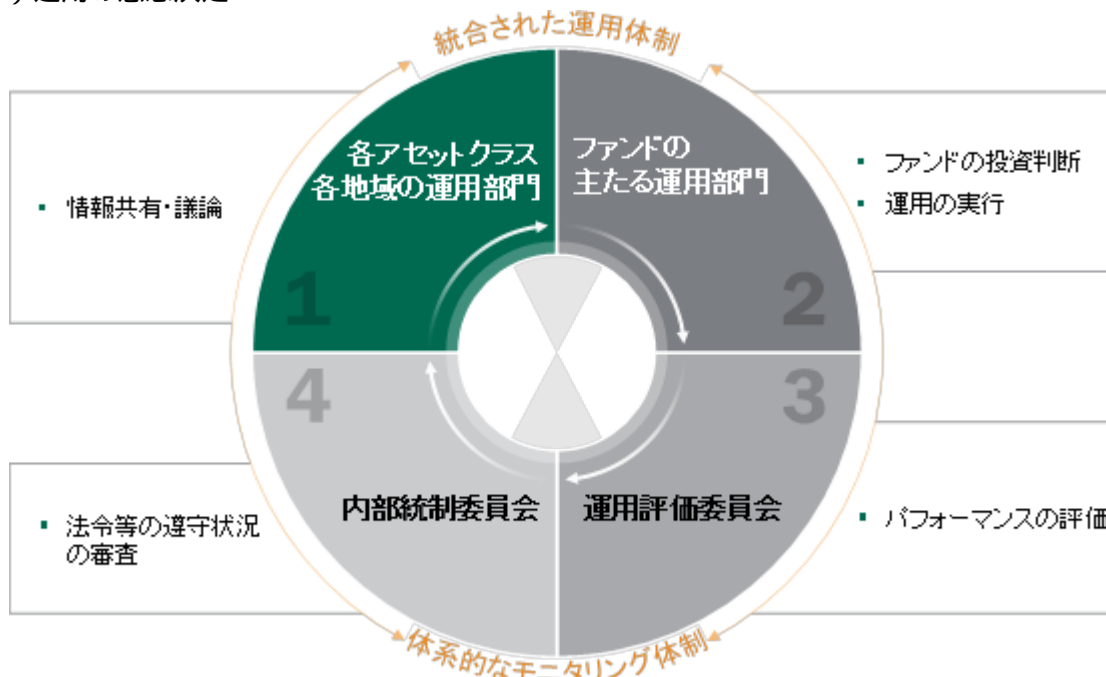 統合された運用体制
各アセットクラス
各地域の運用部門
ファンドの
主たる運用部門
・ 情報共有・議論
・ ファンドの投資判断
・ 運用の実行
1
2
4
3
内部統制委員会
運用評価委員会
・ 法令等の遵守状況
の審査
・ パフォーマンスの評価
体系的なモニタリング体制